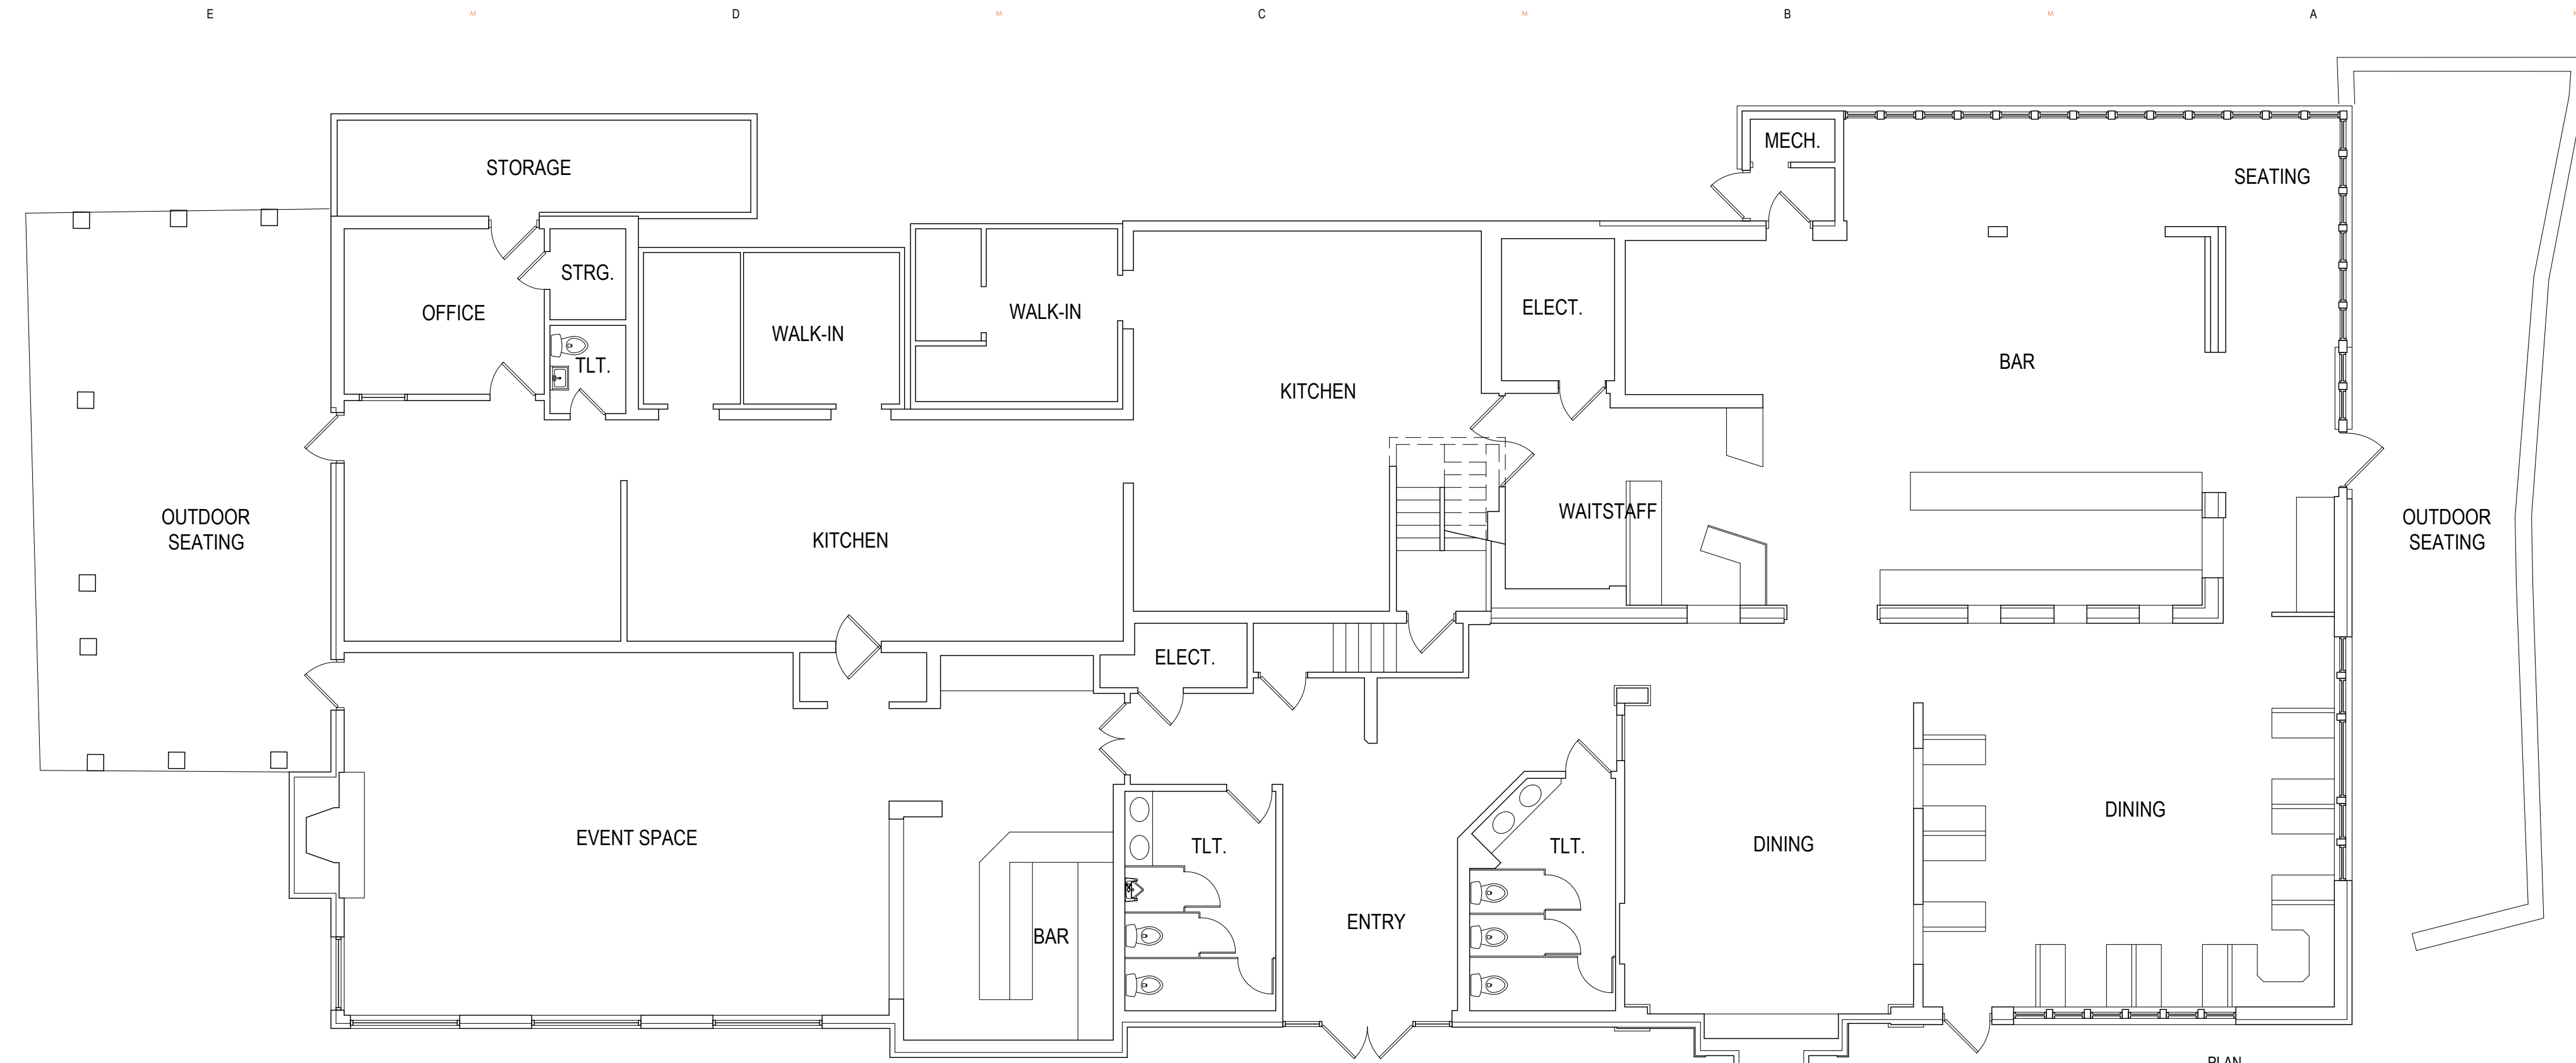 E
M
D
M
C
M
B
M
A
MECH.
STORAGE
SEATING
STRG.
ELECT.
OFFICE
WALK-IN
WALK-IN
TLT.
BAR
KITCHEN
WAITSTAFF
OUTDOOR
SEATING
OUTDOOR
SEATING
KITCHEN
ELECT.
DINING
EVENT SPACE
TLT.
TLT.
DINING
ENTRY
BAR
PLAN